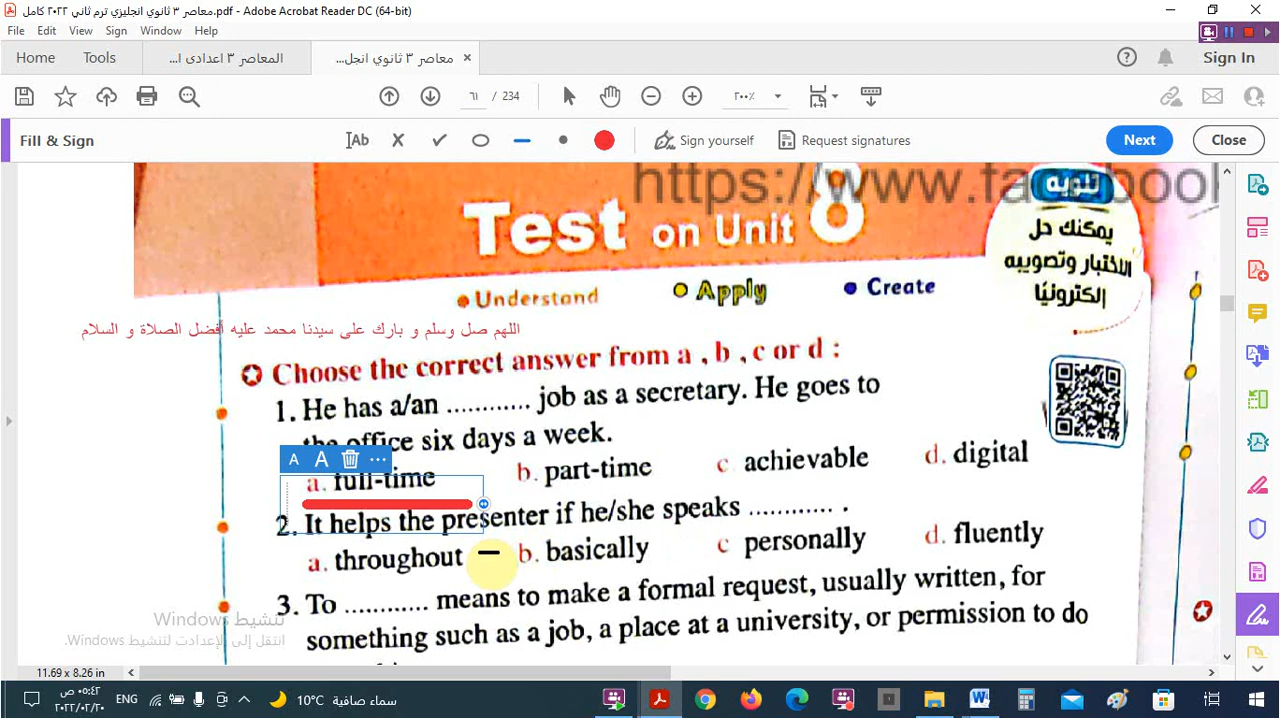 معاصر ٣ ثانوي انجليزي ترم ثاني ٢٠٢٢ كامل.pdf - Adobe Acrobat Reader DC (64-bit)
File Edit View Sign Window Help
Home Tools المعاصر ٣ اعدادى ا... معاصر ٣ ثانوي انجل... Sign In
٦١ / 234 ٢٠٠٪
Fill & Sign Ab Sign yourself Request signatures Next Close
https://www.facebook
Test on Unit 8
تنويه
يمكنك حل
الاختبار وتصويبه
إلكترونيًا
Understand Apply Create
اللهم صل وسلم و بارك على سيدنا محمد عليه أفضل الصلاة و السلام
Choose the correct answer from a , b , c or d :
1. He has a/an ............ job as a secretary. He goes to
the office six days a week.
A A
a. full-time b. part-time c achievable d. digital
2. It helps the presenter if he/she speaks ............ .
a. throughout b. basically c personally d. fluently
3. To ............ means to make a formal request, usually written, for
something such as a job, a place at a university, or permission to do
تنشيط Windows
انتقل إلى الإعدادت لتنشيط Windows.
11.69 x 8.26 in
ENG 10°C سماء صافية
٠٥:٤٢ ص
٢٠٢٢/٠٢/٢٠